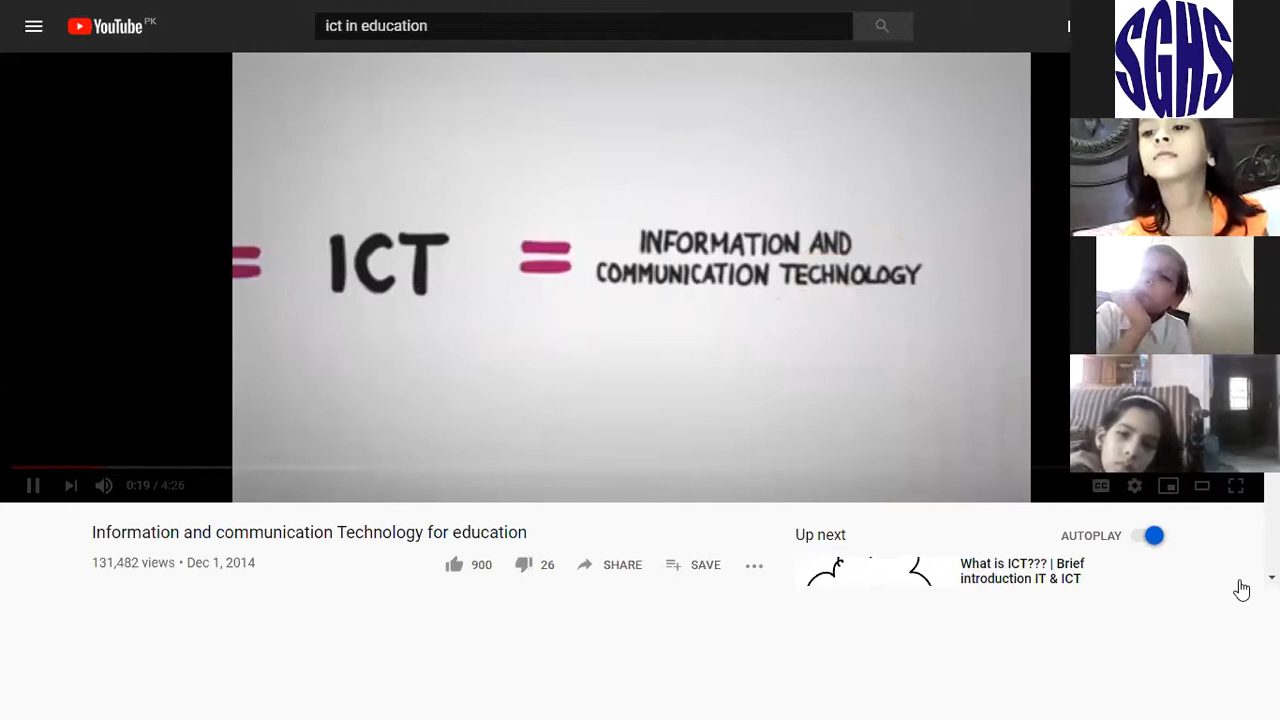 YouTube PK
ict in education
SGHS
= ICT = INFORMATION AND
COMMUNICATION TECHNOLOGY
0:19 / 4:26
CC
Information and communication Technology for education
131,482 views • Dec 1, 2014
900
26
SHARE
SAVE
Up next
AUTOPLAY
What is ICT??? | Brief
introduction IT & ICT